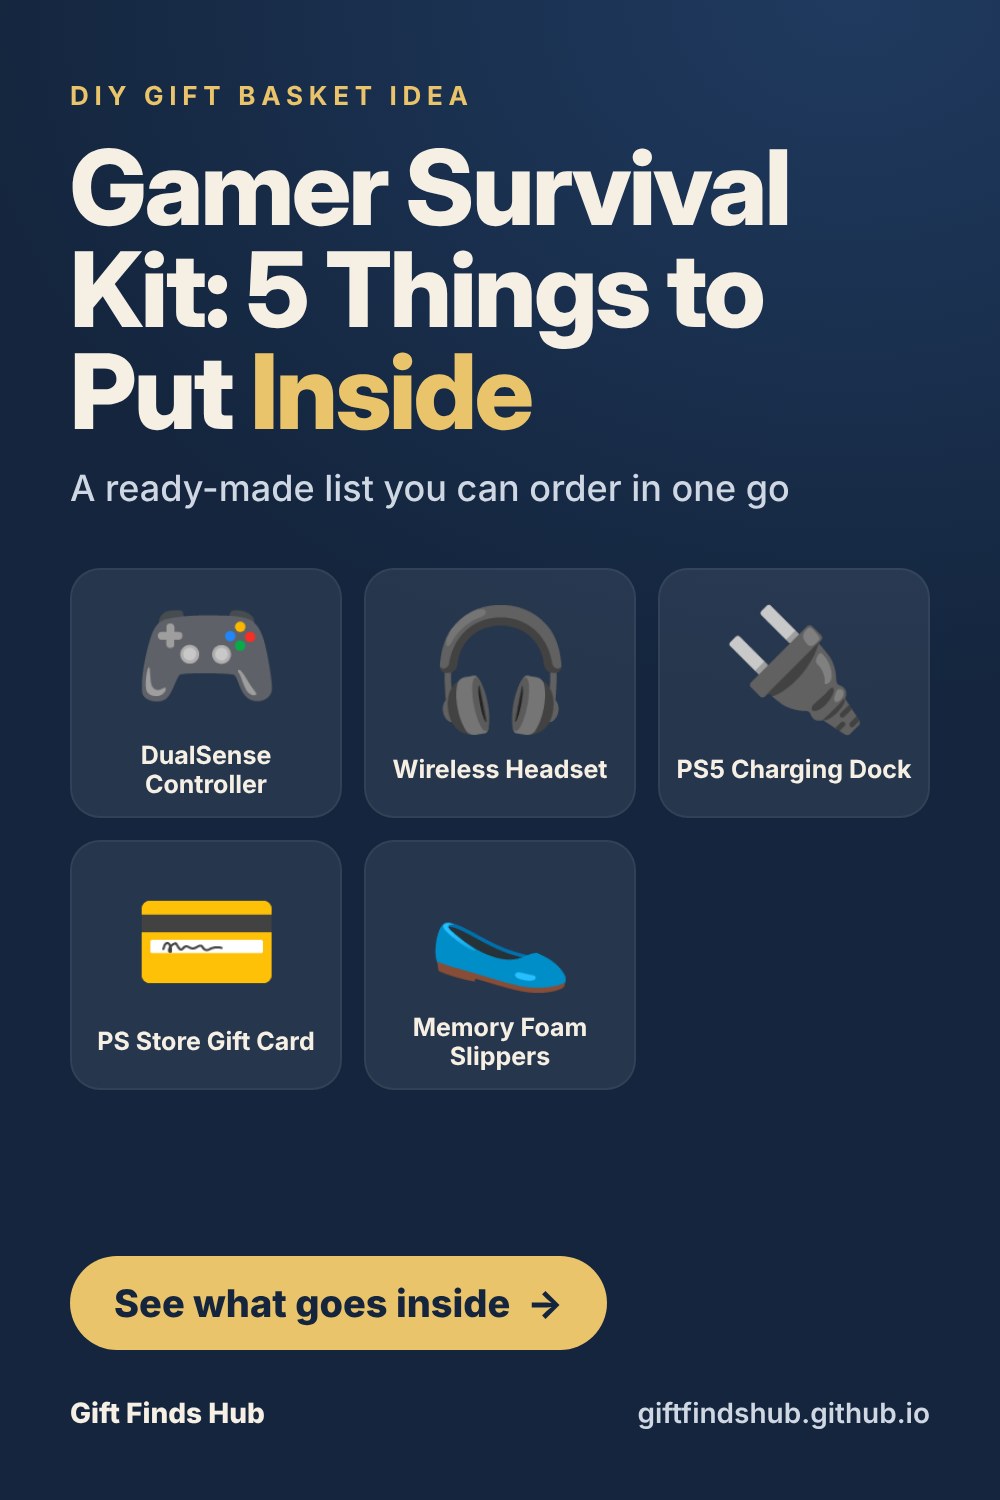 DIY GIFT BASKET IDEA
Gamer Survival
Kit: 5 Things to
Put Inside
A ready-made list you can order in one go
DualSense
Controller
Wireless Headset
PS5 Charging Dock
PS Store Gift Card
Memory Foam
Slippers
See what goes inside →
Gift Finds Hub
giftfindshub.github.io